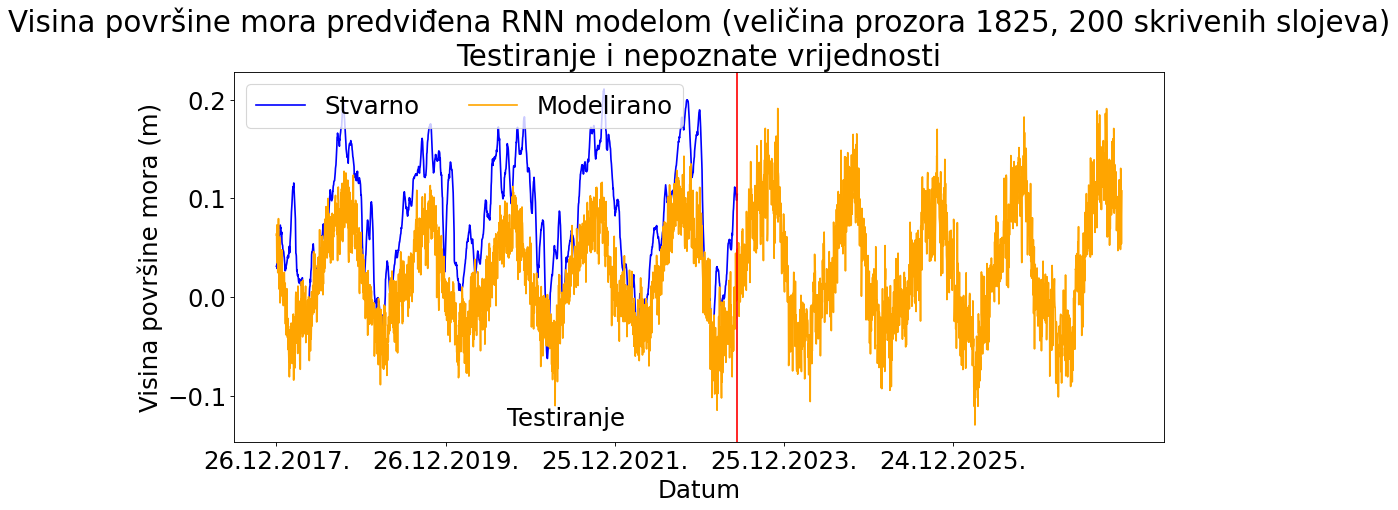 Visina površine mora predviđena RNN modelom (veličina prozora 1825, 200 skrivenih slojeva)
Testiranje i nepoznate vrijednosti
Stvarno Modelirano
Visina površine mora (m)
0.2
0.1
0.0
−0.1
Testiranje
26.12.2017. 26.12.2019. 25.12.2021. 25.12.2023. 24.12.2025.
Datum